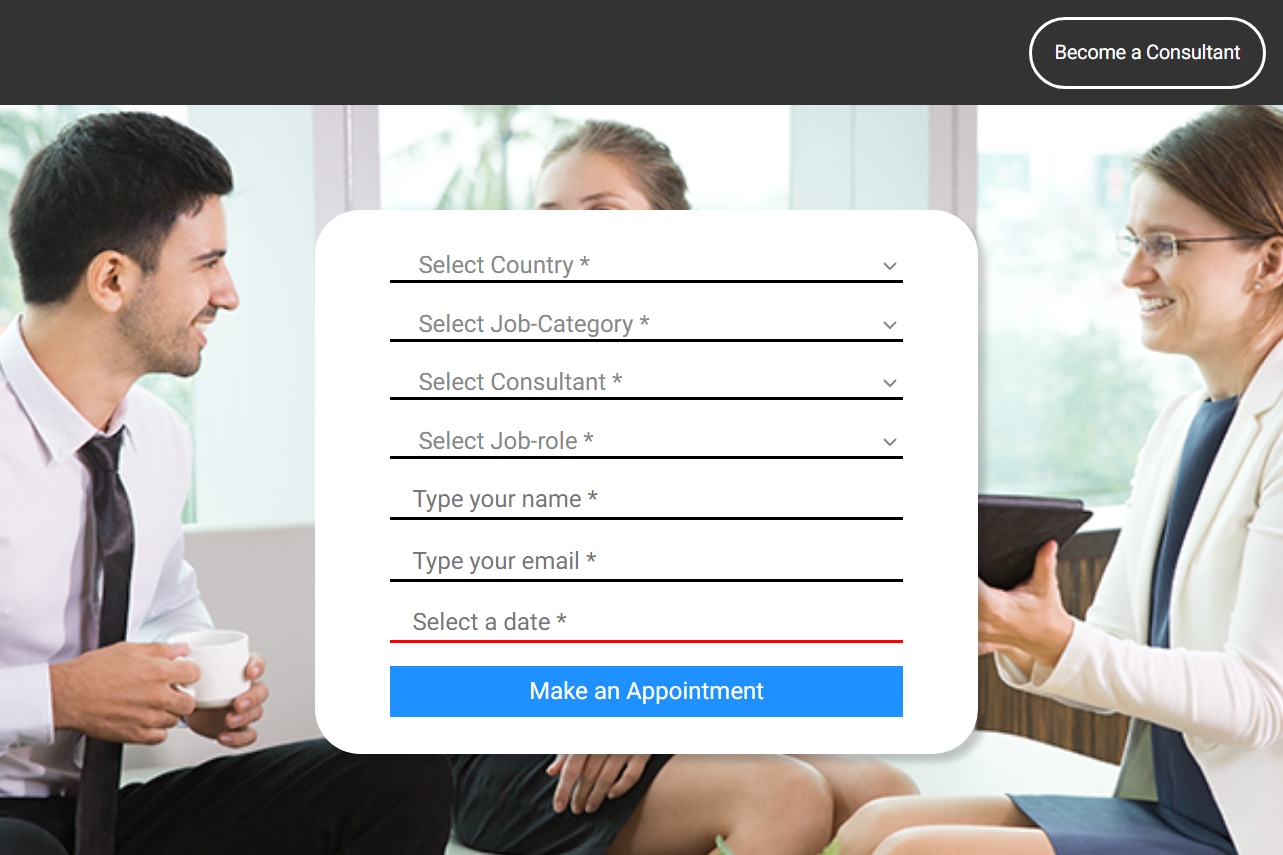 Become a Consultant
Select Country *
Select Job-Category *
Select Consultant *
Select Job-role *
Type your name *
Type your email *
Select a date *
Make an Appointment